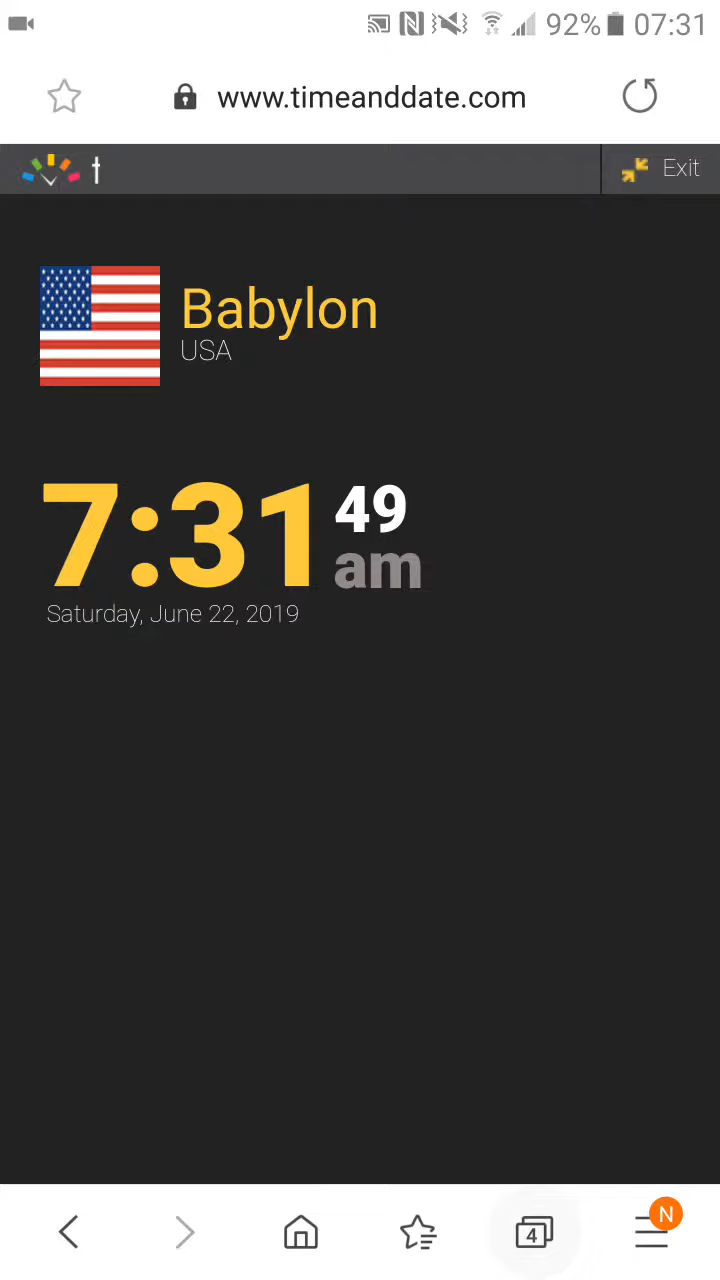 92% 07:31
www.timeanddate.com
t Exit
Babylon
USA
7:31 49
am
Saturday, June 22, 2019
4 N